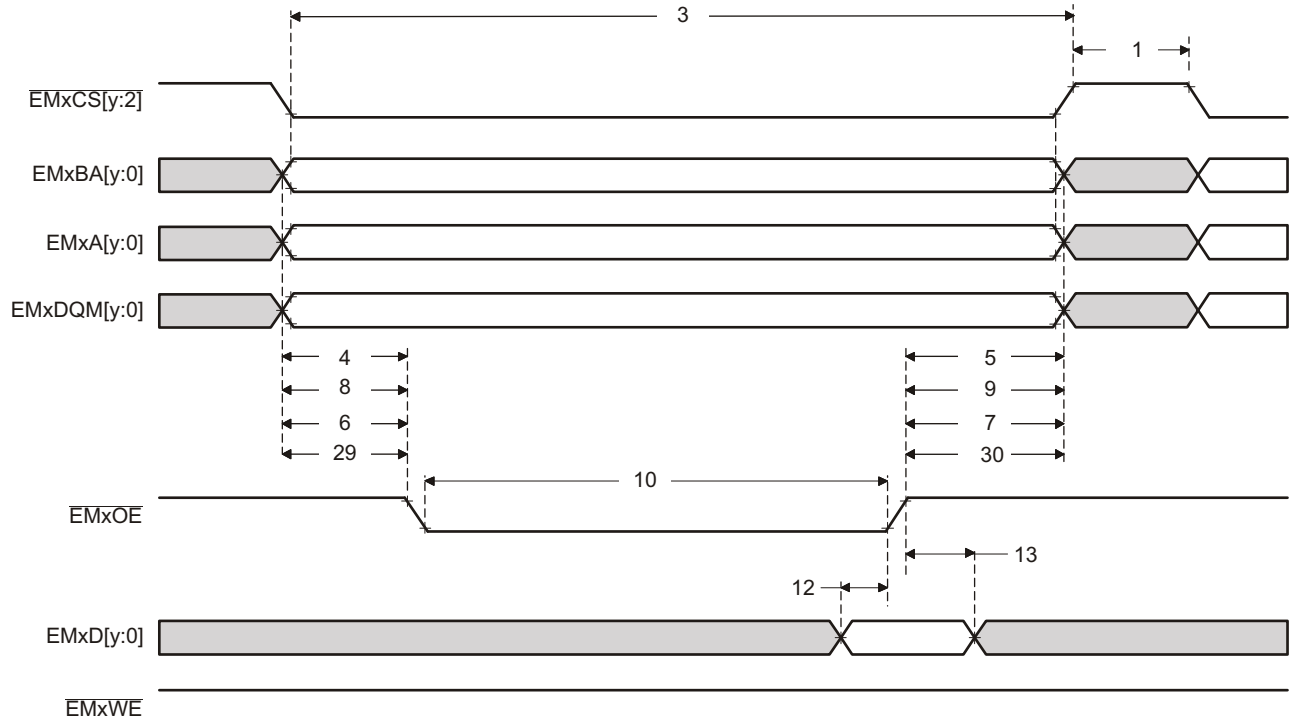 3
1
EMxCS[y:2]
EMxBA[y:0]
EMxA[y:0]
EMxDQM[y:0]
4 5
8 9
6 7
29 30
10
EMxOE
13
12
EMxD[y:0]
EMxWE